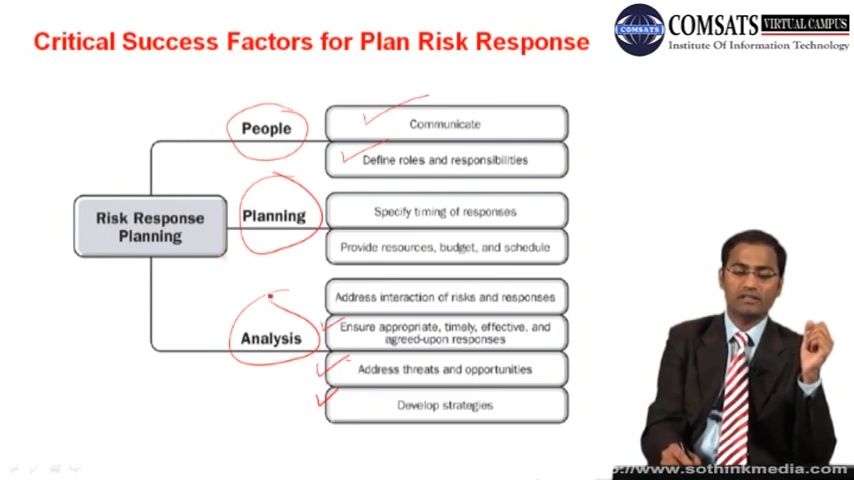 Critical Success Factors for Plan Risk Response
COMSATS
COMSATS VIRTUAL CAMPUS
Institute Of Information Technology
People
Communicate
Define roles and responsibilities
Risk Response
Planning
Planning
Specify timing of responses
Provide resources, budget, and schedule
Analysis
Address interaction of risks and responses
Ensure appropriate, timely, effective, and
agreed-upon responses
Address threats and opportunities
Develop strategies
://www.sothinkmedia.com